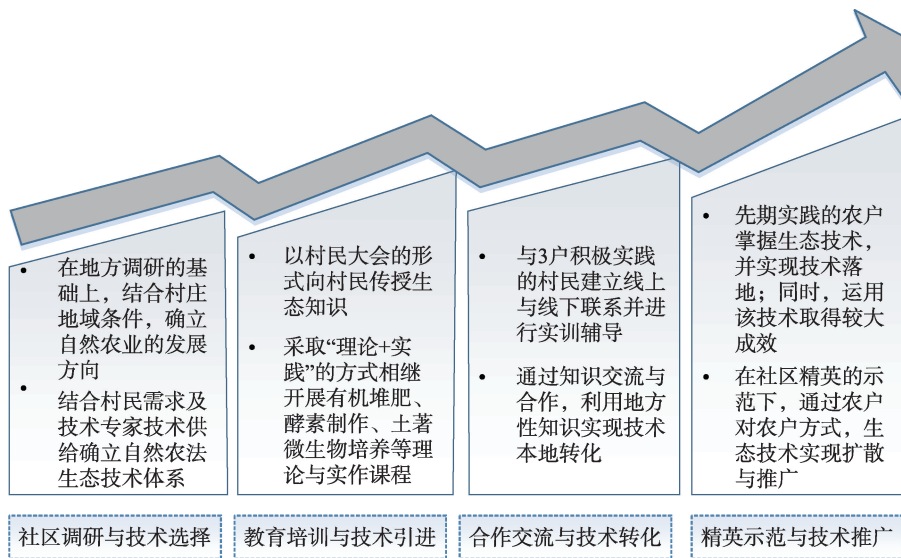 • 在地方调研的基
础上，结合村庄
地域条件，确立
自然农业的发展
方向
• 结合村民需求及
技术专家技术供
给确立自然农法
生态技术体系
社区调研与技术选择
• 以村民大会的形
式向村民传授生
态知识
• 采取“理论+实
践”的方式相继
开展有机堆肥、
酵素制作、土著
微生物培养等理
论与实作课程
教育培训与技术引进
• 与3户积极实践
的村民建立线上
与线下联系并进
行实训辅导
• 通过知识交流与
合作，利用地方
性知识实现技术
本地转化
合作交流与技术转化
• 先期实践的农户
掌握生态技术，
并实现技术落
地；同时，运用
该技术取得较大
成效
• 在社区精英的示
范下，通过农户
对农户方式，生
态技术实现扩散
与推广
精英示范与技术推广